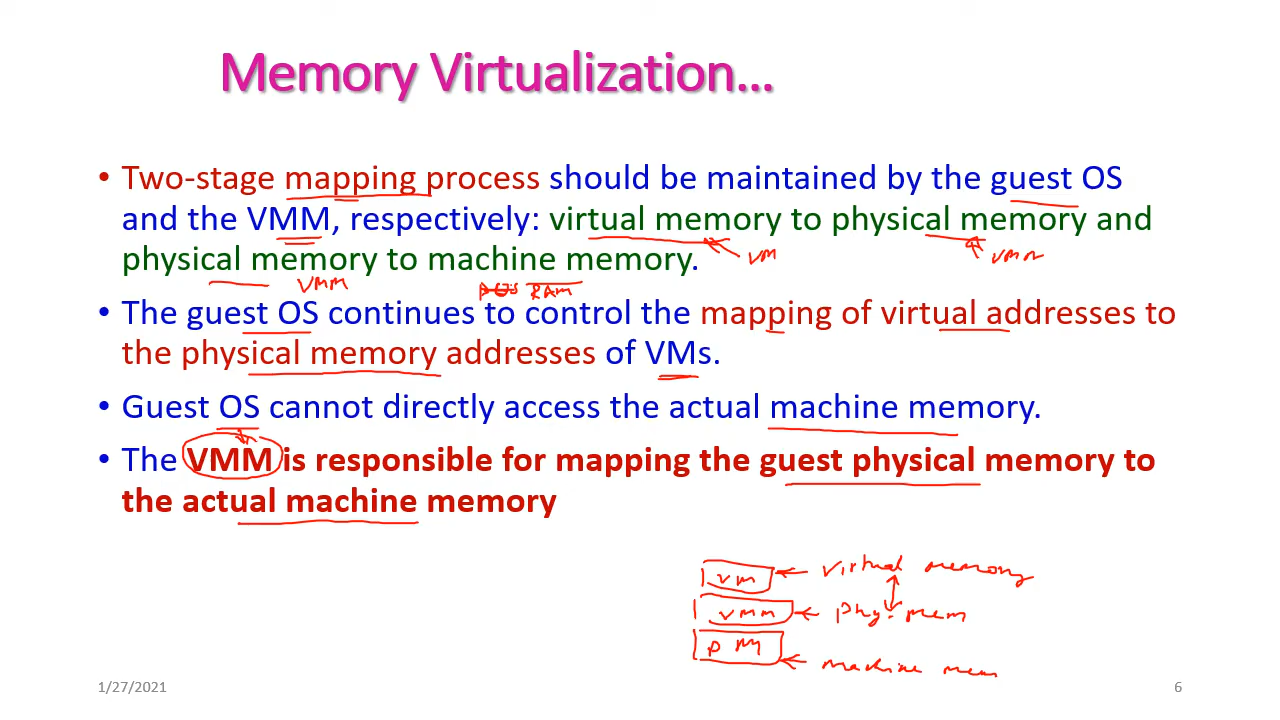 Memory Virtualization...
• Two-stage mapping process should be maintained by the guest OS
and the VMM, respectively: virtual memory to physical memory and
VM
VMM
physical memory to machine memory.
VMM
RAM
• The guest OS continues to control the mapping of virtual addresses to
the physical memory addresses of VMs.
• Guest OS cannot directly access the actual machine memory.
• The VMM is responsible for mapping the guest physical memory to
the actual machine memory
vm virtual memory
vmm phy. mem
PM machine mem
1/27/2021
6